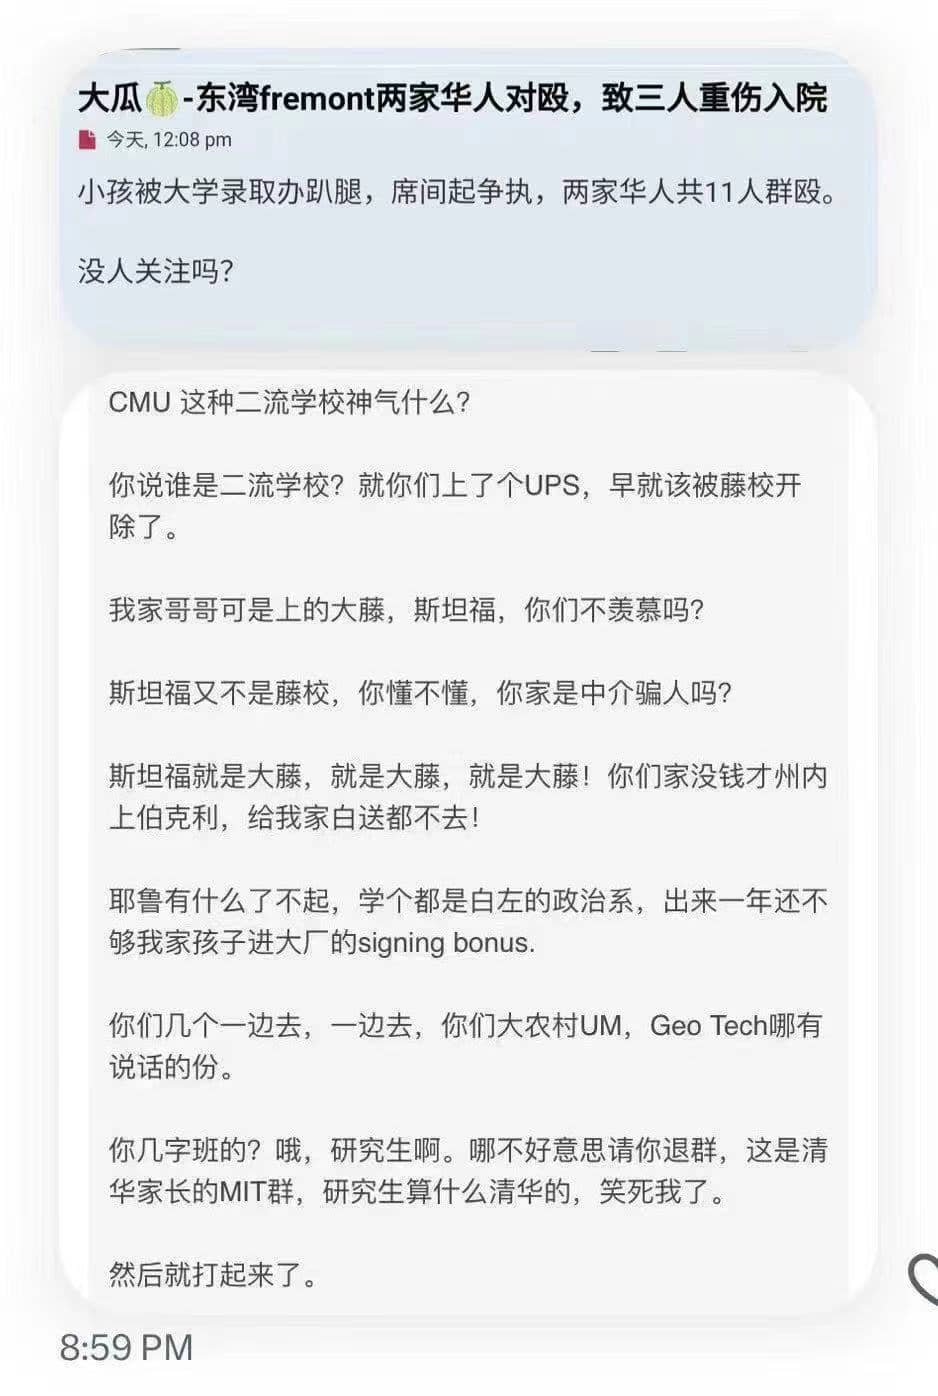 大瓜🍈-东湾fremont两家华人对殴，致三人重伤入院
今天, 12:08 pm
小孩被大学录取办趴腿，席间起争执，两家华人共11人群殴。
没人关注吗？
CMU 这种二流学校神气什么？
你说谁是二流学校？就你们上了个UPS，早就该被藤校开
除了。
我家哥哥可是上的大藤，斯坦福，你们不羡慕吗？
斯坦福又不是藤校，你懂不懂，你家是中介骗人吗？
斯坦福就是大藤，就是大藤，就是大藤！你们家没钱才州内
上伯克利，给我家白送都不去！
耶鲁有什么了不起，学个都是白左的政治系，出来一年还不
够我家孩子进大厂的signing bonus.
你们几个一边去，一边去，你们大农村UM，Geo Tech哪有
说话的份。
你几字班的？哦，研究生啊。哪不好意思请你退群，这是清
华家长的MIT群，研究生算什么清华的，笑死我了。
然后就打起来了。
8:59 PM